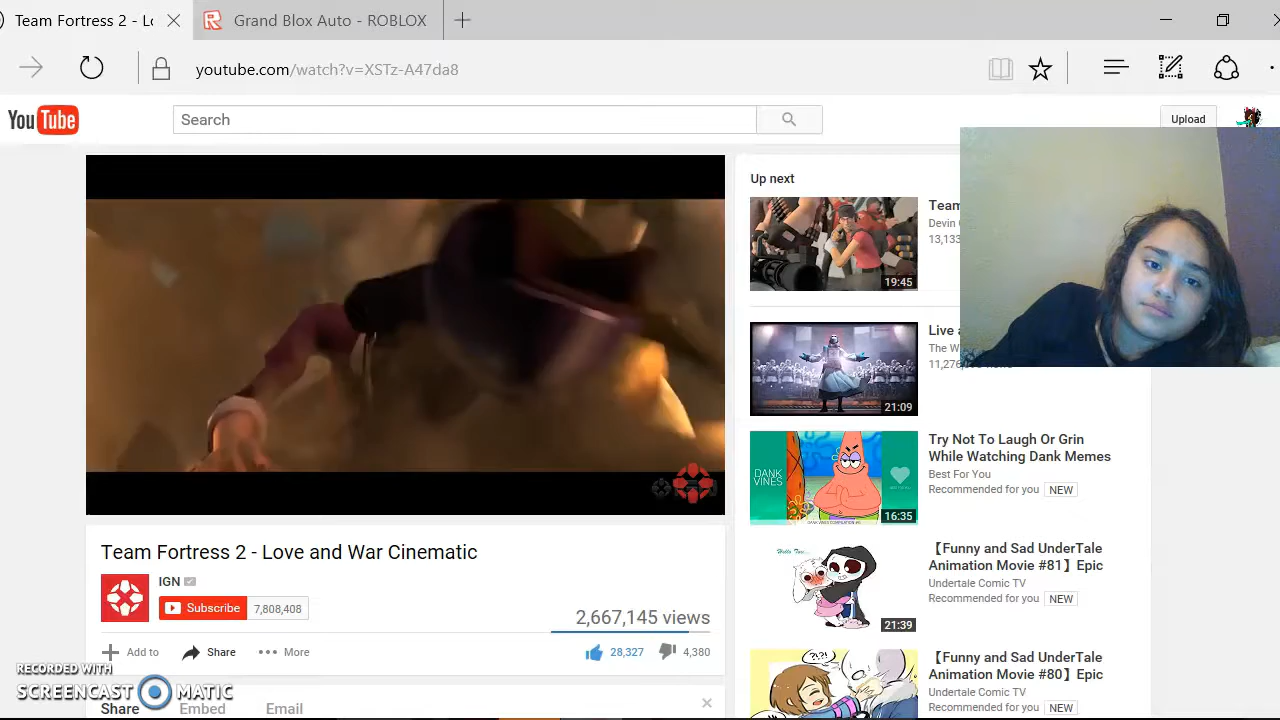 Team Fortress 2 - Lo
Grand Blox Auto - ROBLOX
youtube.com/watch?v=XSTz-A47da8
YouTube
Search
Upload
Up next
Team
Devin
13,133
19:45
Live a
The W
11,276,
21:09
DANK VINES
16:35
Try Not To Laugh Or Grin
While Watching Dank Memes
Best For You
Recommended for you NEW
【Funny and Sad UnderTale
Animation Movie #81】Epic
Undertale Comic TV
Recommended for you NEW
21:39
【Funny and Sad UnderTale
Animation Movie #80】Epic
Undertale Comic TV
Recommended for you NEW
Team Fortress 2 - Love and War Cinematic
IGN
Subscribe 7,808,408
2,667,145 views
Add to Share More 28,327 4,380
RECORDED WITH
SCREENCAST MATIC
Share Embed Email